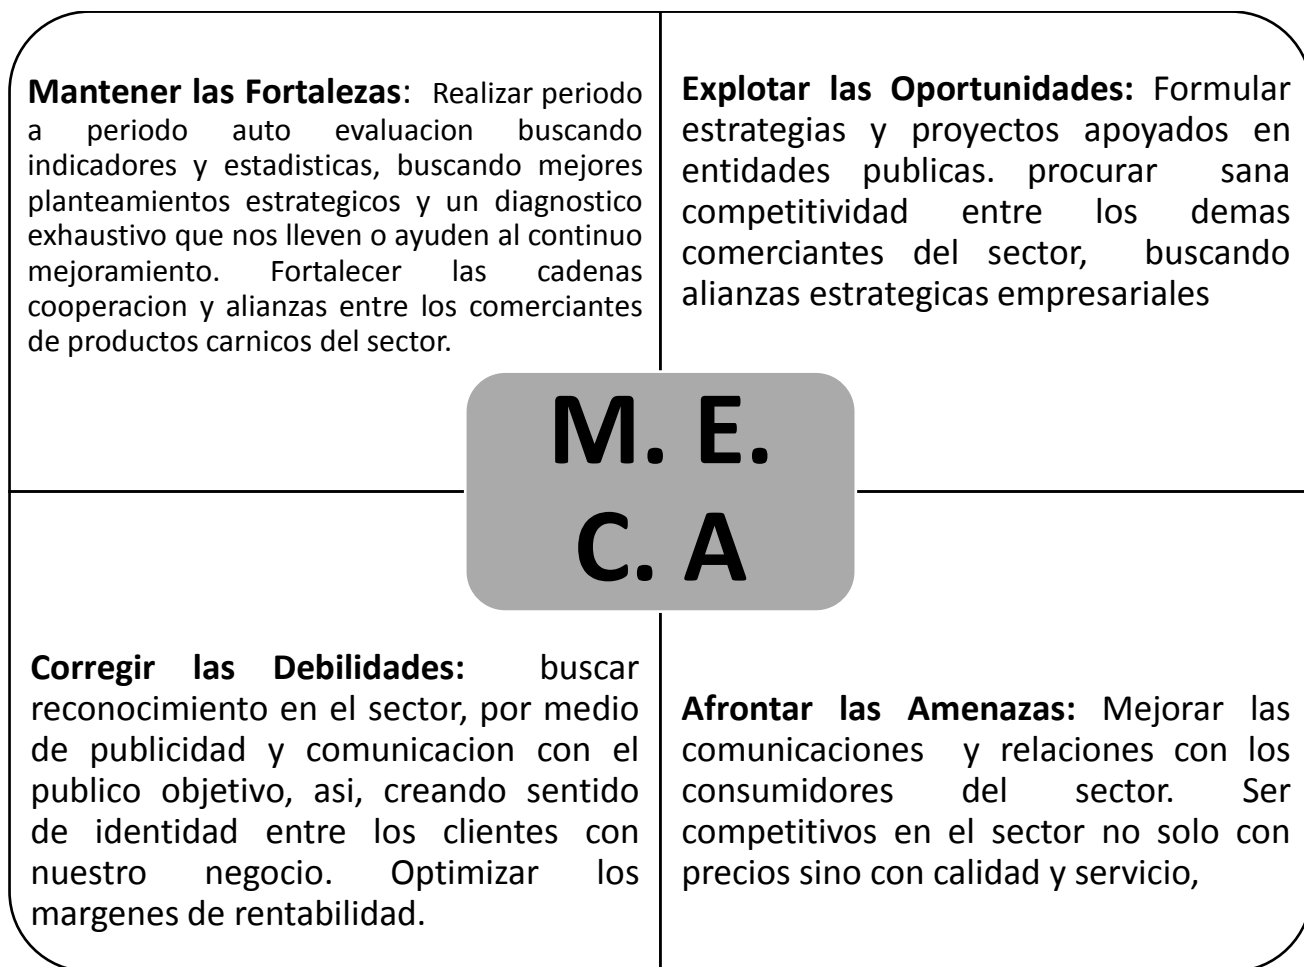 Mantener las Fortalezas: Realizar periodo
a periodo auto evaluacion buscando
indicadores y estadisticas, buscando mejores
planteamientos estrategicos y un diagnostico
exhaustivo que nos lleven o ayuden al continuo
mejoramiento. Fortalecer las cadenas
cooperacion y alianzas entre los comerciantes
de productos carnicos del sector.
Explotar las Oportunidades: Formular
estrategias y proyectos apoyados en
entidades publicas. procurar sana
competitividad entre los demas
comerciantes del sector, buscando
alianzas estrategicas empresariales
M. E.
C. A
Corregir las Debilidades: buscar
reconocimiento en el sector, por medio
de publicidad y comunicacion con el
publico objetivo, asi, creando sentido
de identidad entre los clientes con
nuestro negocio. Optimizar los
margenes de rentabilidad.
Afrontar las Amenazas: Mejorar las
comunicaciones y relaciones con los
consumidores del sector. Ser
competitivos en el sector no solo con
precios sino con calidad y servicio,